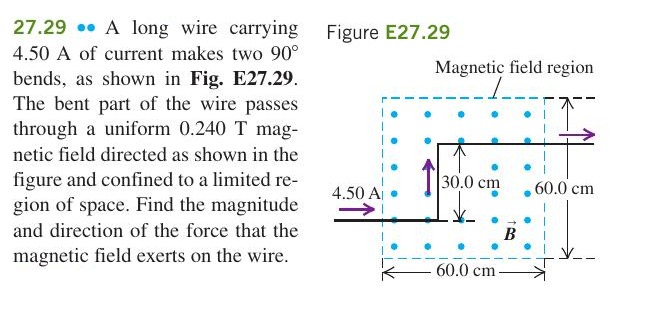 27.29 •• A long wire carrying
4.50 A of current makes two 90°
bends, as shown in Fig. E27.29.
The bent part of the wire passes
through a uniform 0.240 T mag-
netic field directed as shown in the
figure and confined to a limited re-
gion of space. Find the magnitude
and direction of the force that the
magnetic field exerts on the wire.
Figure E27.29
Magnetic field region
30.0 cm
4.50 A
60.0 cm
B⃗
60.0 cm